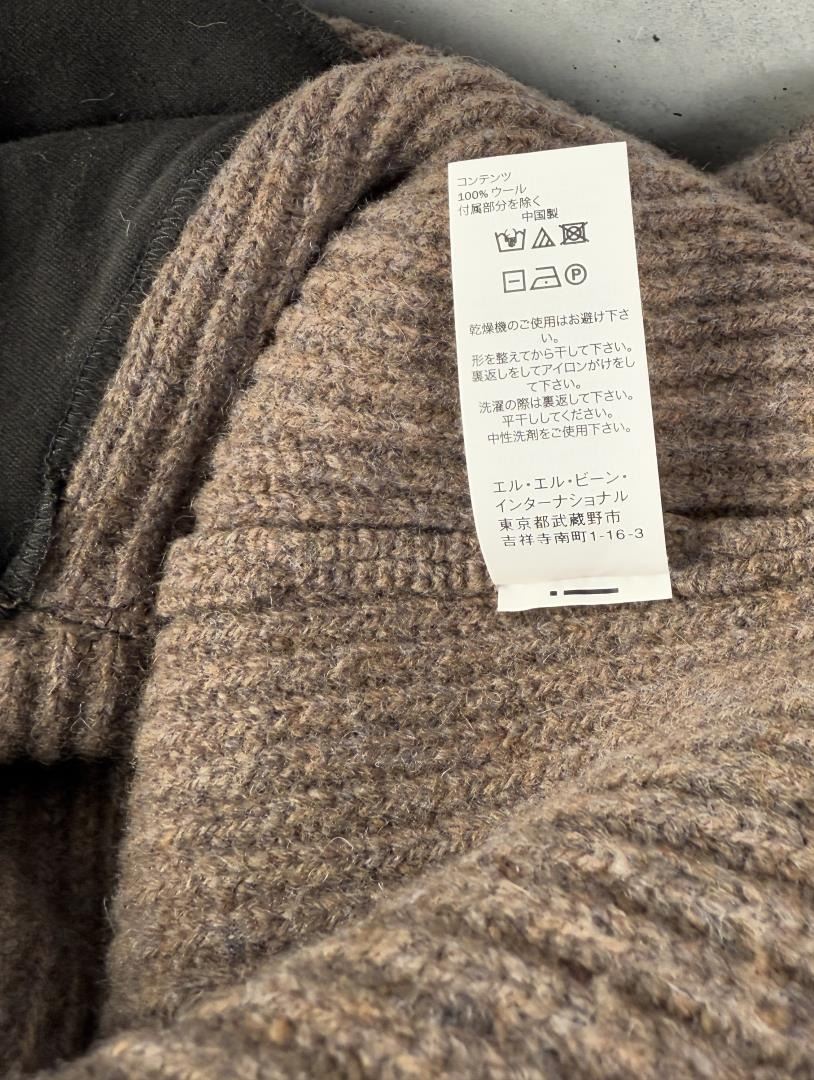 コンテンツ
100% ウール
付属部分を除く
中国製
P
乾燥機のご使用はお避け下さ
い。
形を整えてから干して下さい。
裏返しをしてアイロンがけをし
て下さい。
洗濯の際は裏返して下さい。
平干ししてください。
中性洗剤をご使用下さい。
エル・エル・ビーン・
インターナショナル
東京都武蔵野市
吉祥寺南町1-16-3